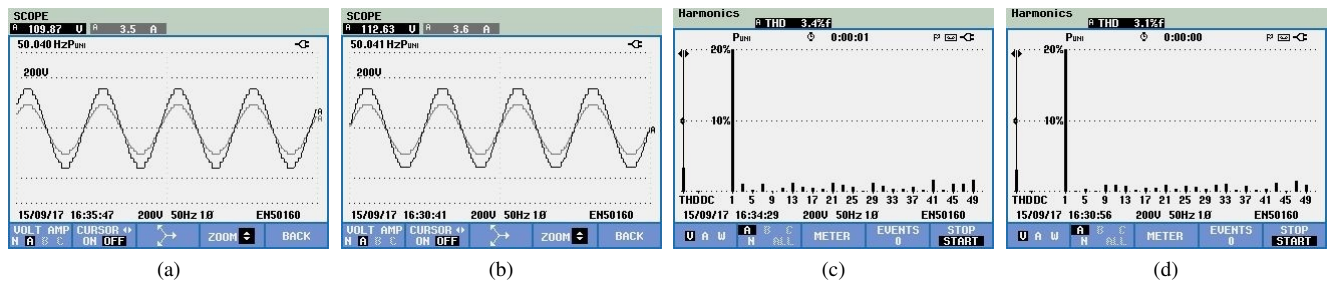 SCOPE
A 109.87 V A 3.5 A
50.040 HzPUNI
200V
A
A
15/09/17 16:35:47 200V 50Hz 1Ø EN50160
VOLT AMP CURSOR ZOOM BACK
N A B C ON OFF
(a)
SCOPE
A 112.63 V A 3.6 A
50.041 HzPUNI
200V
A
15/09/17 16:30:41 200V 50Hz 1Ø EN50160
VOLT AMP CURSOR ZOOM BACK
N A B C ON OFF
(b)
Harmonics
A THD 3.4%f
PUNI 0:00:01 P
20%
10%
THDDC 1 5 9 13 17 21 25 29 33 37 41 45 49
15/09/17 16:34:29 200V 50Hz 1Ø EN50160
V A W A B C METER EVENTS STOP
N ALL 0 START
(c)
Harmonics
A THD 3.1%f
PUNI 0:00:00 P
20%
10%
THDDC 1 5 9 13 17 21 25 29 33 37 41 45 49
15/09/17 16:30:56 200V 50Hz 1Ø EN50160
V A W A B C METER EVENTS STOP
N ALL 0 START
(d)